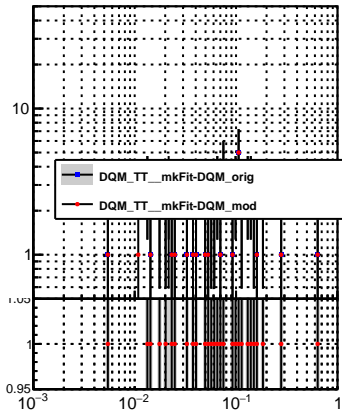 10
DQM_TT__mkFit-DQM_orig
DQM_TT__mkFit-DQM_mod
1
1.05
1
0.95
10⁻³ 10⁻² 10⁻¹ 1